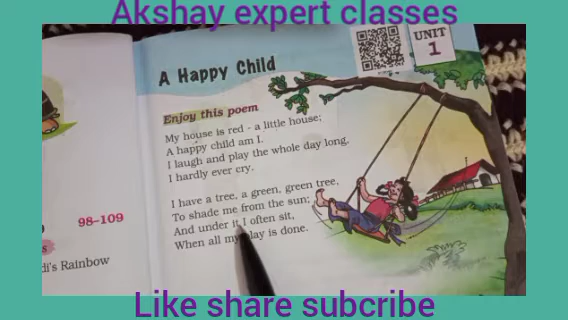 Akshay expert classes
UNIT
1
A Happy Child
Enjoy this poem
My house is red - a little house;
A happy child am I.
I laugh and play the whole day long,
I hardly ever cry.
I have a tree, a green, green tree,
To shade me from the sun;
And under it I often sit,
When all my play is done.
98–109
di's Rainbow
Like share subcribe